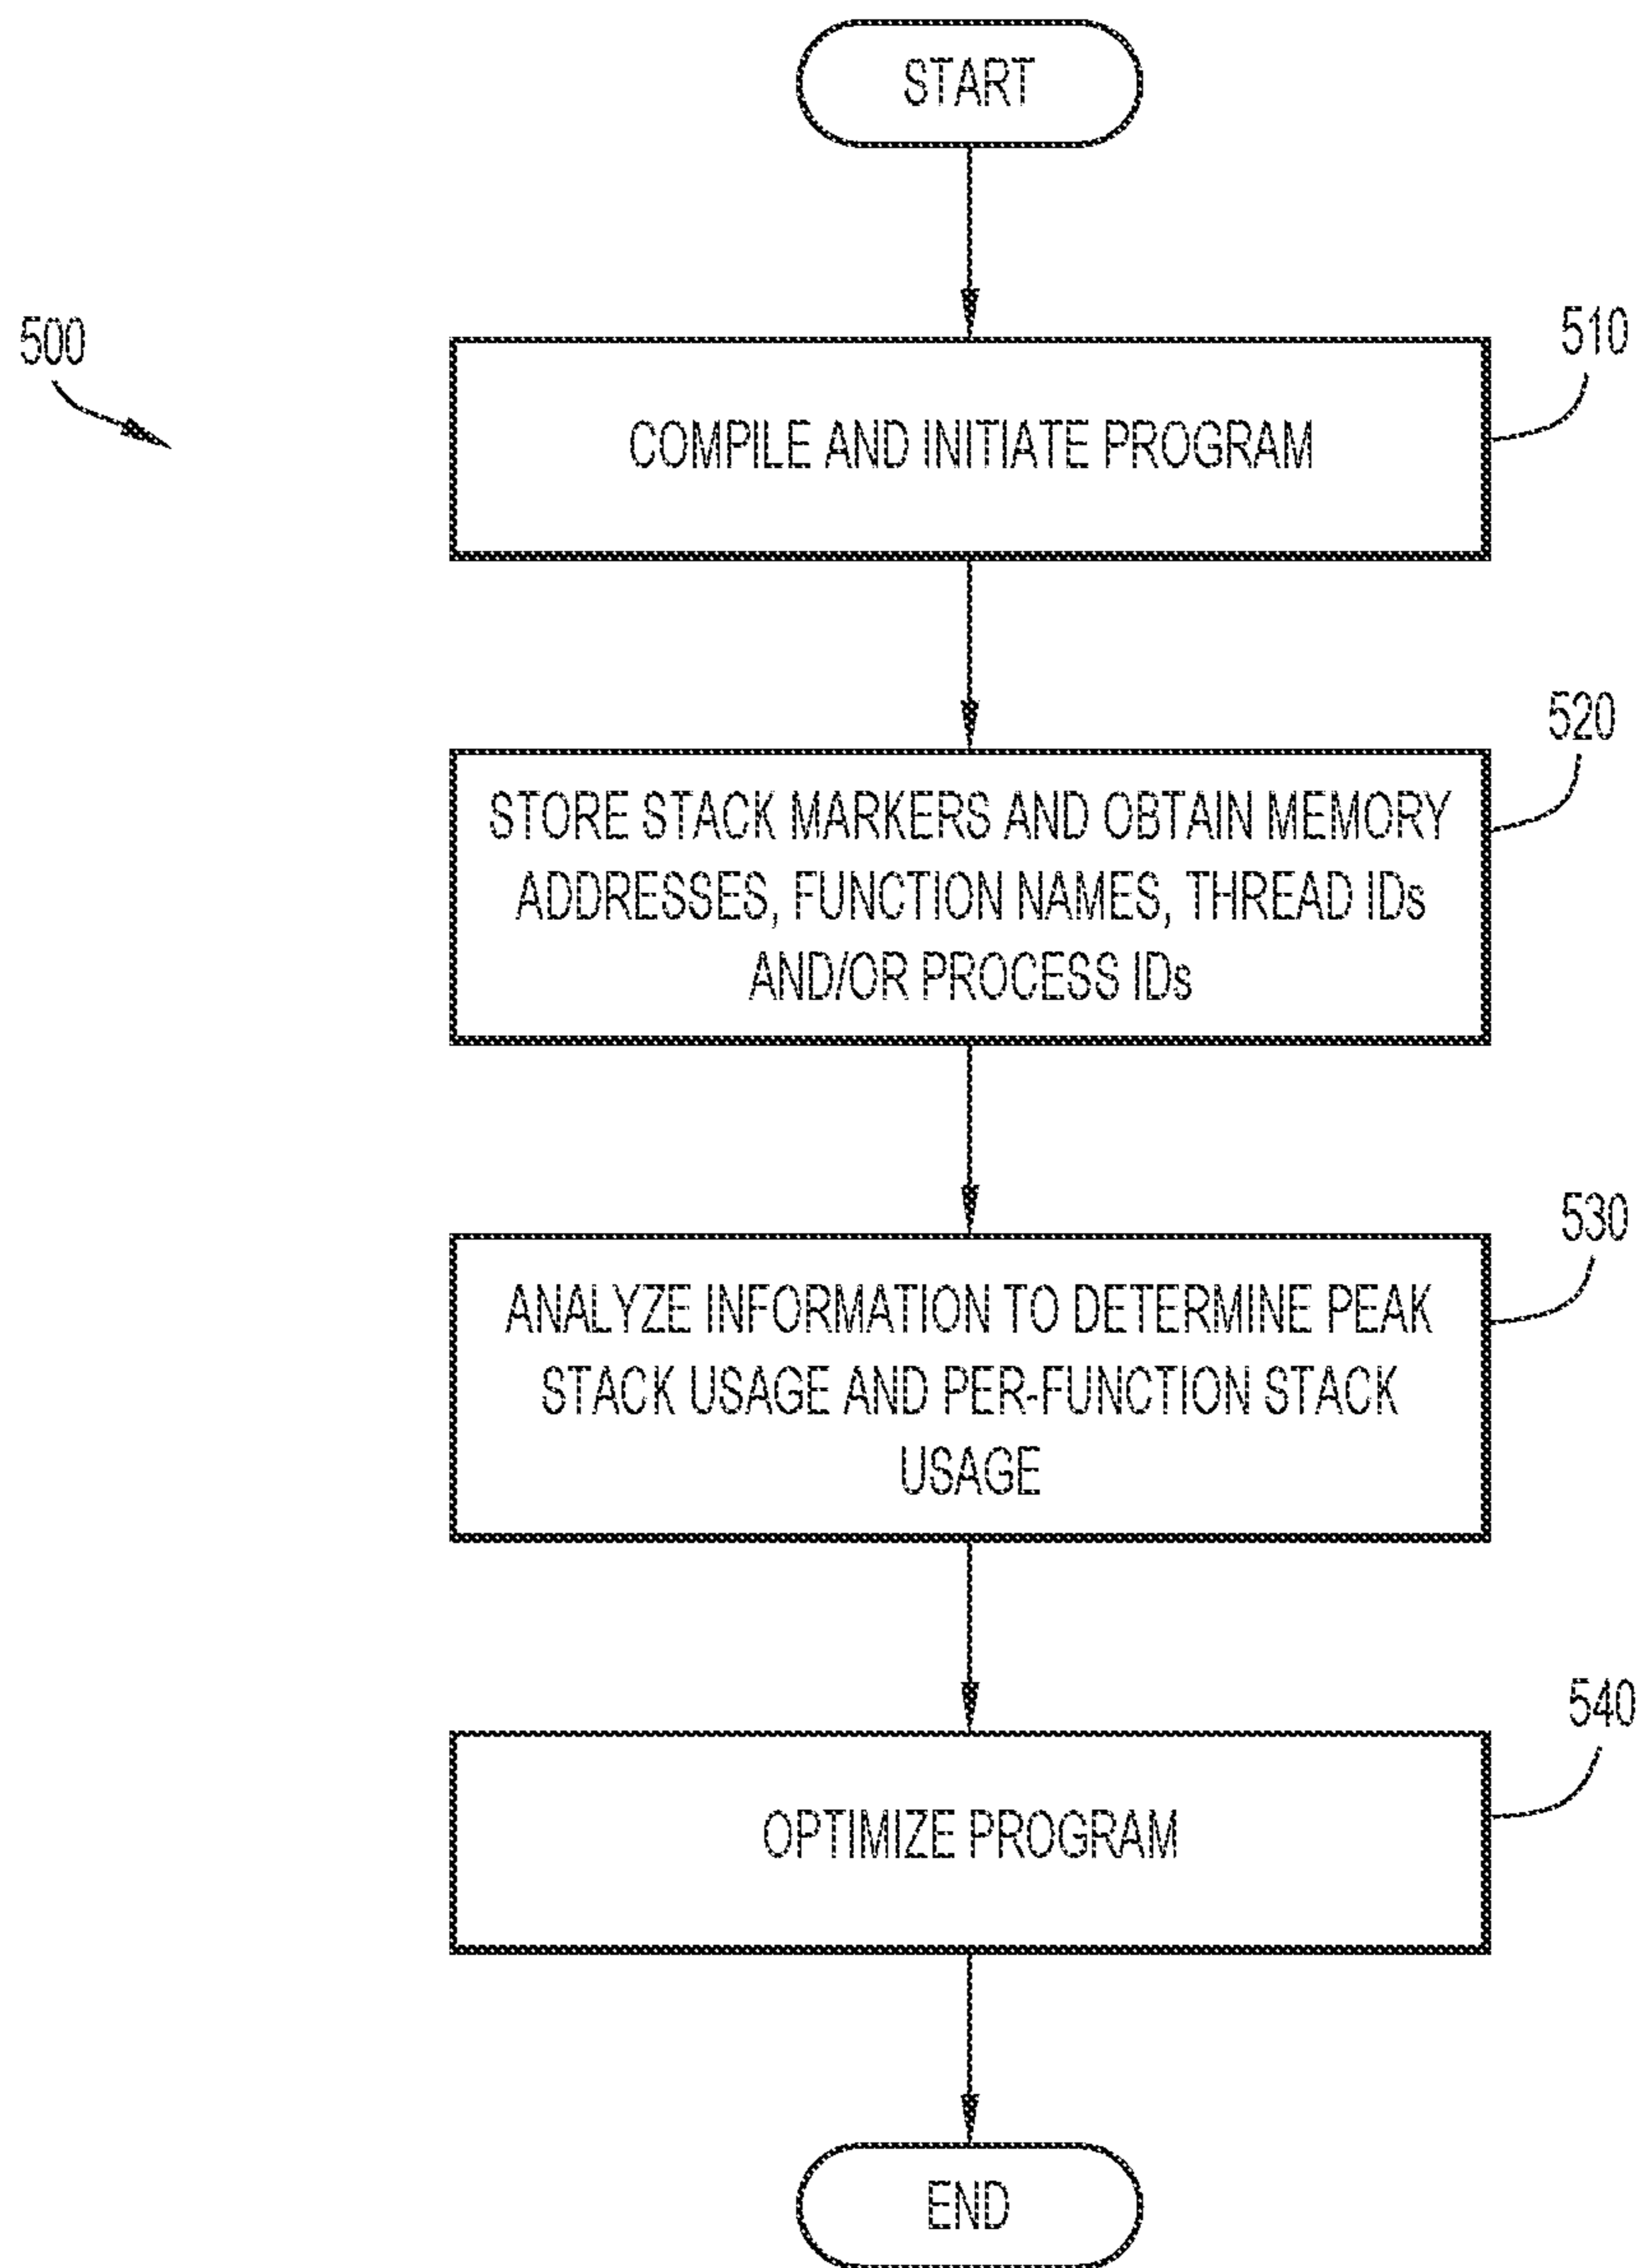 START
500
510
COMPILE AND INITIATE PROGRAM
520
STORE STACK MARKERS AND OBTAIN MEMORY
ADDRESSES, FUNCTION NAMES, THREAD IDs
AND/OR PROCESS IDs
530
ANALYZE INFORMATION TO DETERMINE PEAK
STACK USAGE AND PER-FUNCTION STACK
USAGE
540
OPTIMIZE PROGRAM
END